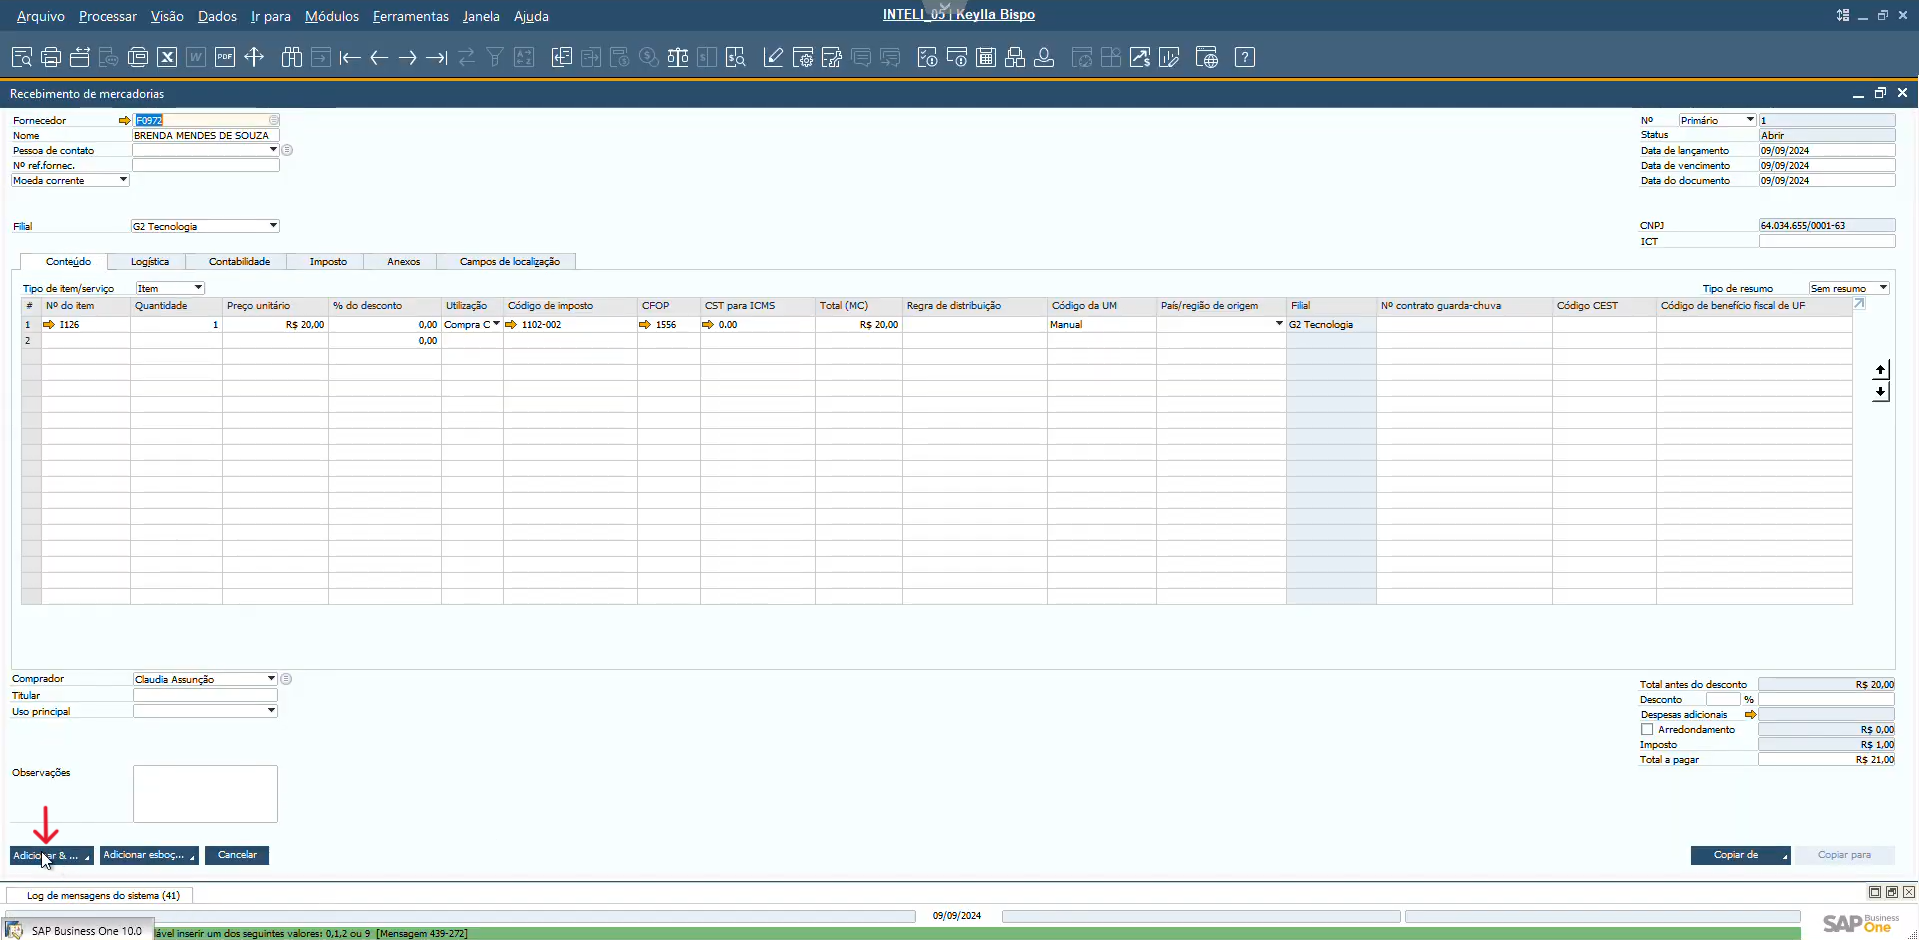 Arquivo Processar Visão Dados Ir para Módulos Ferramentas Janela Ajuda
INTELI_05 | Keylla Bispo
Recebimento de mercadorias
Fornecedor F0972
Nome BRENDA MENDES DE SOUZA
Pessoa de contato
Nº ref.fornec.
Moeda corrente
Filial G2 Tecnologia
Nº Primário 1
Status Abrir
Data de lançamento 09/09/2024
Data de vencimento 09/09/2024
Data do documento 09/09/2024
CNPJ 64.034.655/0001-63
ICT
Conteúdo Logística Contabilidade Imposto Anexos Campos de localização
Tipo de item/serviço Item
Tipo de resumo Sem resumo
# Nº do item Quantidade Preço unitário % do desconto Utilização Código de imposto CFOP CST para ICMS Total (MC) Regra de distribuição Código da UM País/região de origem Filial Nº contrato guarda-chuva Código CEST Código de benefício fiscal de UF
1 I126 1 R$ 20,00 0,00 Compra C 1102-002 1556 0.00 R$ 20,00 Manual G2 Tecnologia
2 0,00
Comprador Claudia Assunção
Titular
Uso principal
Observações
Total antes do desconto R$ 20,00
Desconto %
Despesas adicionais
Arredondamento R$ 0,00
Imposto R$ 1,00
Total a pagar R$ 21,00
Adicionar & ... Adicionar esboç... Cancelar
Copiar de Copiar para
Log de mensagens do sistema (41)
09/09/2024
SAP Business One
SAP Business One 10.0
lável inserir um dos seguintes valores: 0,1,2 ou 9 [Mensagem 439-272]